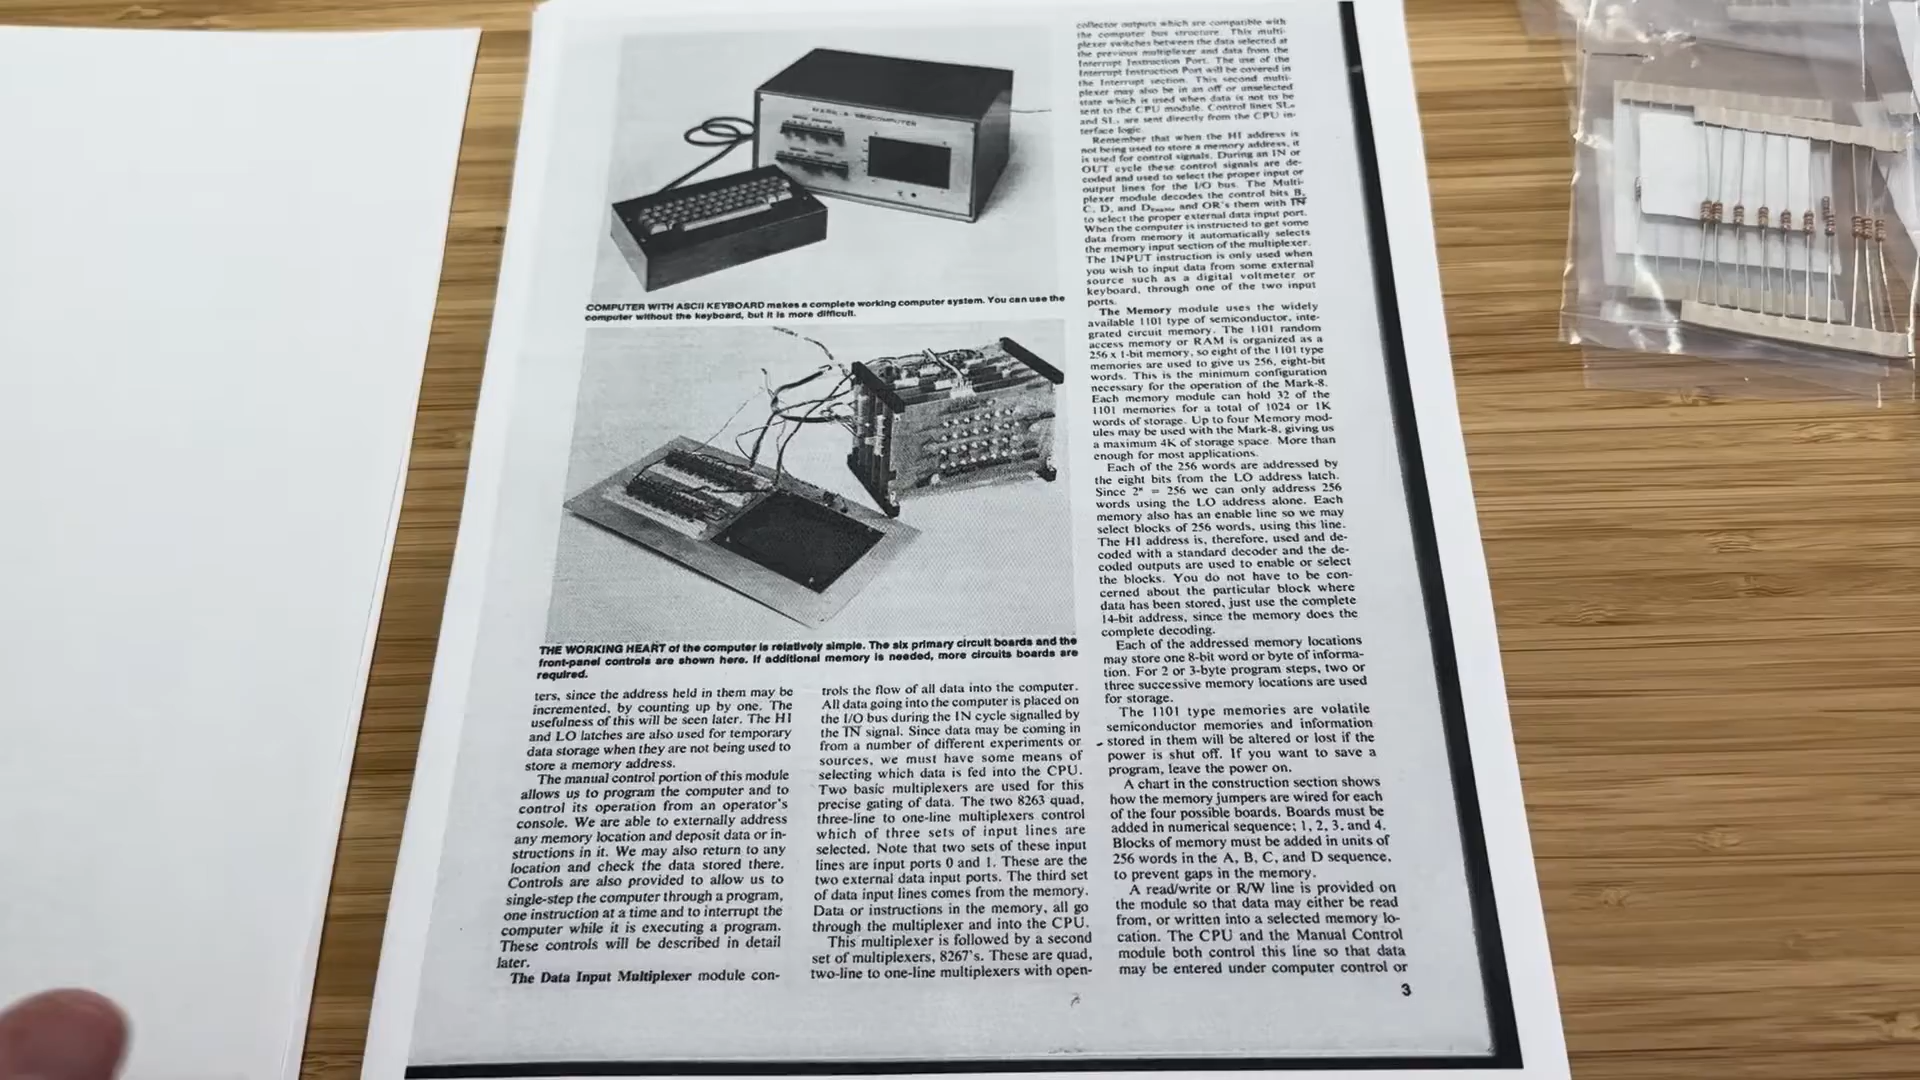 MARK-8 MINICOMPUTER
COMPUTER WITH ASCII KEYBOARD makes a complete working computer system. You can use the
computer without the keyboard, but it is more difficult.
THE WORKING HEART of the computer is relatively simple. The six primary circuit boards and the
front-panel controls are shown here. If additional memory is needed, more circuits boards are
required.
ters, since the address held in them may be
incremented, by counting up by one. The
usefulness of this will be seen later. The HI
and LO latches are also used for temporary
data storage when they are not being used to
store a memory address.
The manual control portion of this module
allows us to program the computer and to
control its operation from an operator's
console. We are able to externally address
any memory location and deposit data or in-
structions in it. We may also return to any
location and check the data stored there.
Controls are also provided to allow us to
single-step the computer through a program,
one instruction at a time and to interrupt the
computer while it is executing a program.
These controls will be described in detail
later.
The Data Input Multiplexer module con-
trols the flow of all data into the computer.
All data going into the computer is placed on
the I/O bus during the IN cycle signalled by
the IN signal. Since data may be coming in
from a number of different experiments or
sources, we must have some means of
selecting which data is fed into the CPU.
Two basic multiplexers are used for this
precise gating of data. The two 8263 quad,
three-line to one-line multiplexers control
which of three sets of input lines are
selected. Note that two sets of these input
lines are input ports 0 and 1. These are the
two external data input ports. The third set
of data input lines comes from the memory.
Data or instructions in the memory, all go
through the multiplexer and into the CPU.
This multiplexer is followed by a second
set of multiplexers, 8267's. These are quad,
two-line to one-line multiplexers with open-
collector outputs which are compatible with
the computer bus structure. This multi-
plexer switches between the data selected at
the previous multiplexer and data from the
Interrupt Instruction Port. The use of the
Interrupt Instruction Port will be covered in
the Interrupt section. This second multi-
plexer may also be in an off or unselected
state which is used when data is not to be
sent to the CPU module. Control lines SL₀
and SL₁ are sent directly from the CPU in-
terface logic.
Remember that when the HI address is
not being used to store a memory address, it
is used for control signals. During an IN or
OUT cycle these control signals are de-
coded and used to select the proper input or
output lines for the I/O bus. The Multi-
plexer module decodes the control bits B,
C, D, and D and OR's them with IN
to select the proper external data input port.
When the computer is instructed to get some
data from memory it automatically selects
the memory input section of the multiplexer.
The INPUT instruction is only used when
you wish to input data from some external
source such as a digital voltmeter or
keyboard, through one of the two input
ports.
The Memory module uses the widely
available 1101 type of semiconductor, inte-
grated circuit memory. The 1101 random
access memory or RAM is organized as a
256 x 1-bit memory, so eight of the 1101 type
memories are used to give us 256, eight-bit
words. This is the minimum configuration
necessary for the operation of the Mark-8.
Each memory module can hold 32 of the
1101 memories for a total of 1024 or 1K
words of storage. Up to four Memory mod-
ules may be used with the Mark-8, giving us
a maximum 4K of storage space. More than
enough for most applications.
Each of the 256 words are addressed by
the eight bits from the LO address latch.
Since 2⁸ = 256 we can only address 256
words using the LO address alone. Each
memory also has an enable line so we may
select blocks of 256 words, using this line.
The HI address is, therefore, used and de-
coded with a standard decoder and the de-
coded outputs are used to enable or select
the blocks. You do not have to be con-
cerned about the particular block where
data has been stored, just use the complete
14-bit address, since the memory does the
complete decoding.
Each of the addressed memory locations
may store one 8-bit word or byte of informa-
tion. For 2 or 3-byte program steps, two or
three successive memory locations are used
for storage.
The 1101 type memories are volatile
semiconductor memories and information
stored in them will be altered or lost if the
power is shut off. If you want to save a
program, leave the power on.
A chart in the construction section shows
how the memory jumpers are wired for each
of the four possible boards. Boards must be
added in numerical sequence; 1, 2, 3, and 4.
Blocks of memory must be added in units of
256 words in the A, B, C, and D sequence,
to prevent gaps in the memory.
A read/write or R/W line is provided on
the module so that data may either be read
from, or written into a selected memory lo-
cation. The CPU and the Manual Control
module both control this line so that data
may be entered under computer control or
3